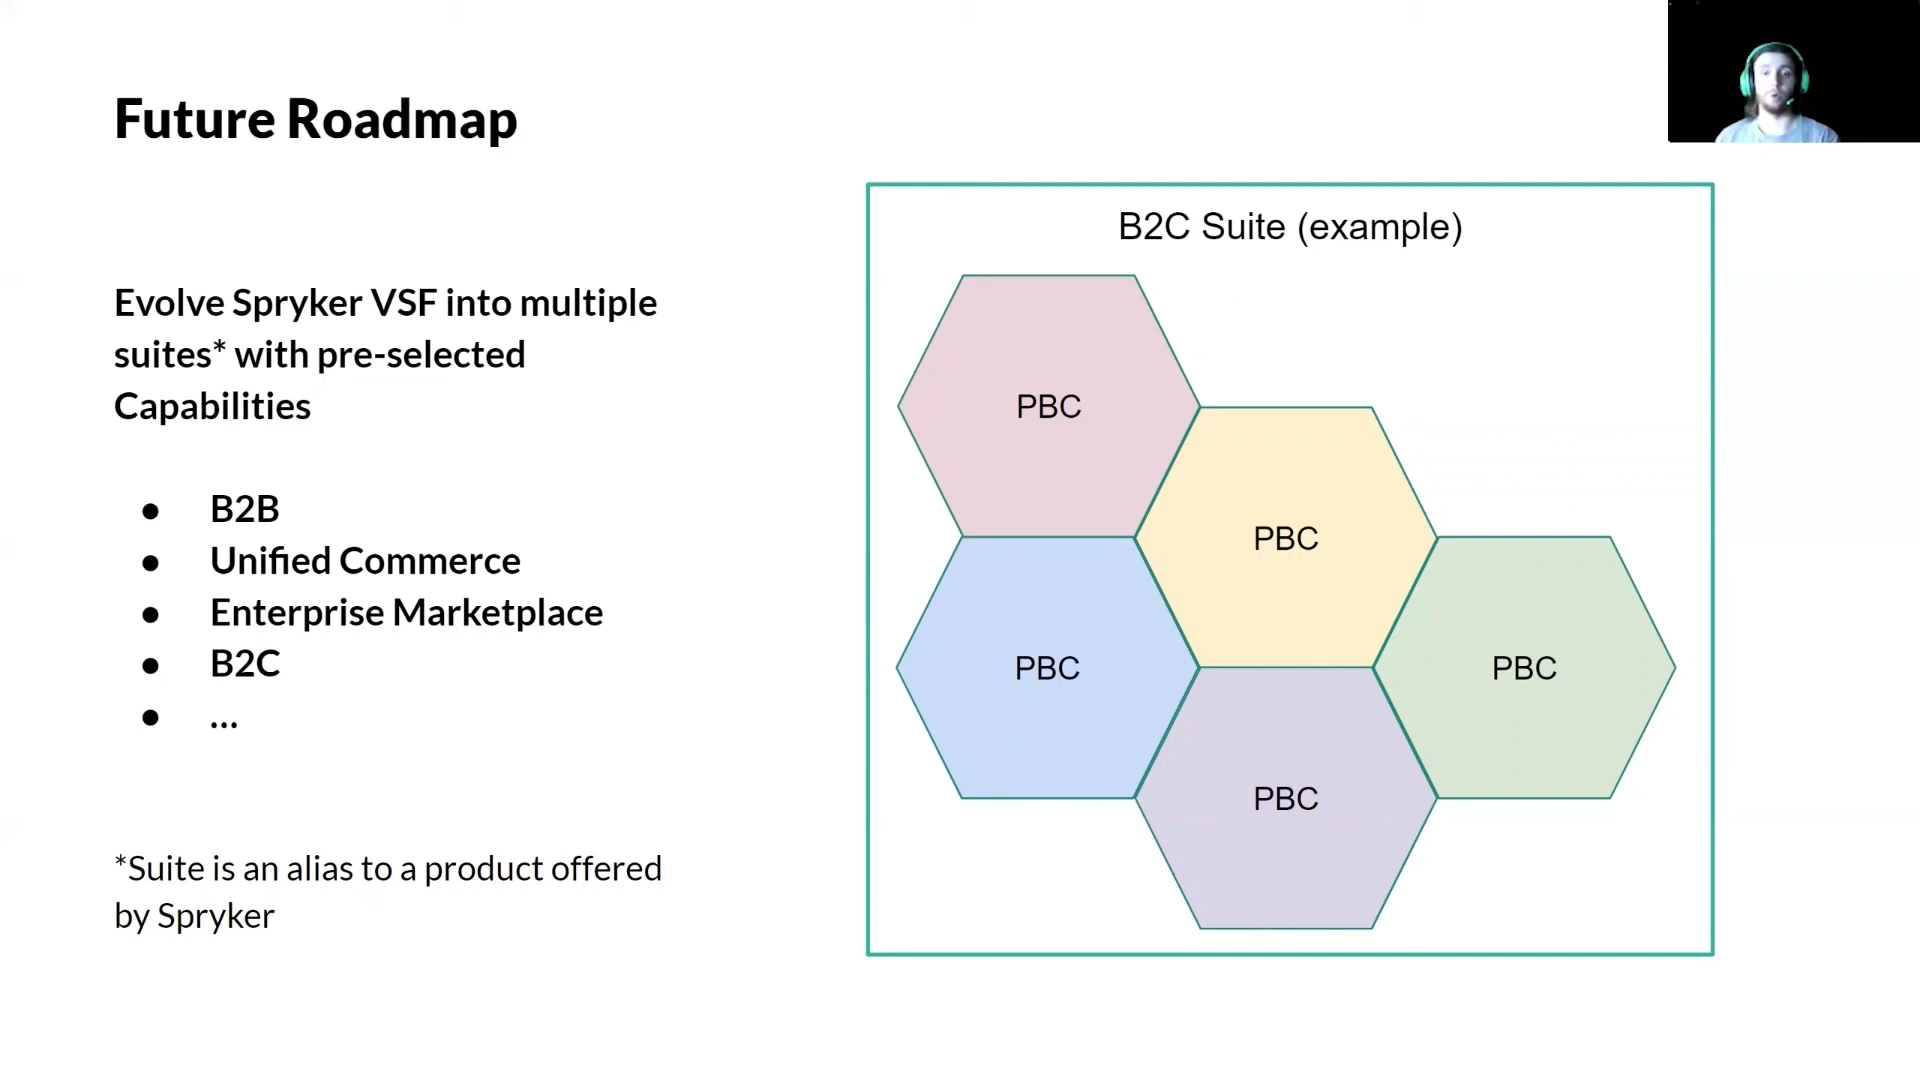 Future Roadmap
Evolve Spryker VSF into multiple
suites* with pre-selected
Capabilities
● B2B
● Unified Commerce
● Enterprise Marketplace
● B2C
● ...
*Suite is an alias to a product offered
by Spryker
B2C Suite (example)
PBC
PBC
PBC
PBC
PBC